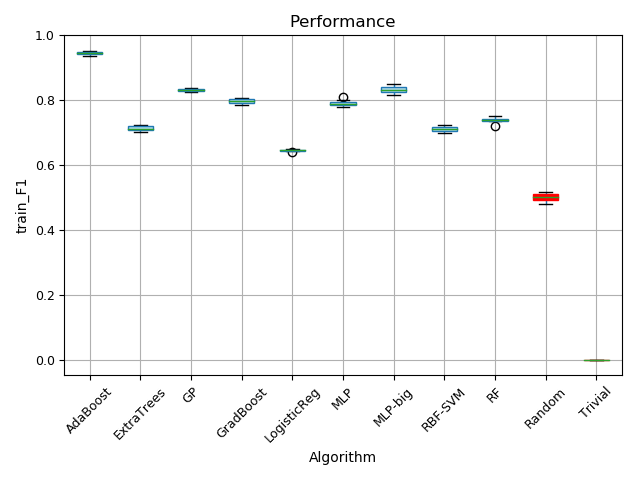 Performance
1.0
0.8
0.6
0.4
0.2
0.0
train_F1
AdaBoost
ExtraTrees
GP
GradBoost
LogisticReg
MLP
MLP-big
RBF-SVM
RF
Random
Trivial
Algorithm